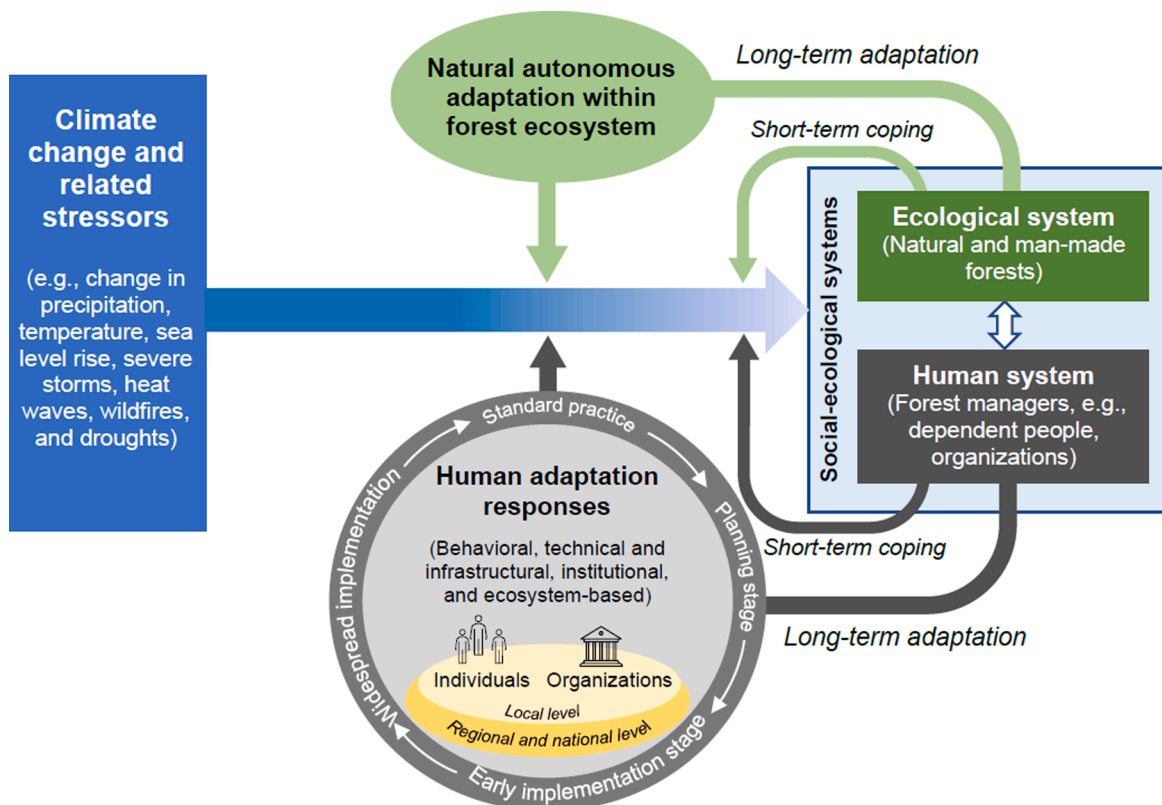 Climate
change and
related
stressors
(e.g., change in
precipitation,
temperature, sea
level rise, severe
storms, heat
waves, wildfires,
and droughts)
Natural autonomous
adaptation within
forest ecosystem
Long-term adaptation
Short-term coping
Social-ecological systems
Ecological system
(Natural and man-made
forests)
Human system
(Forest managers, e.g.,
dependent people,
organizations)
Short-term coping
Long-term adaptation
Standard practice
Planning stage
Early implementation stage
Widespread implementation
Human adaptation
responses
(Behavioral, technical and
infrastructural, institutional,
and ecosystem-based)
Individuals
Organizations
Local level
Regional and national level